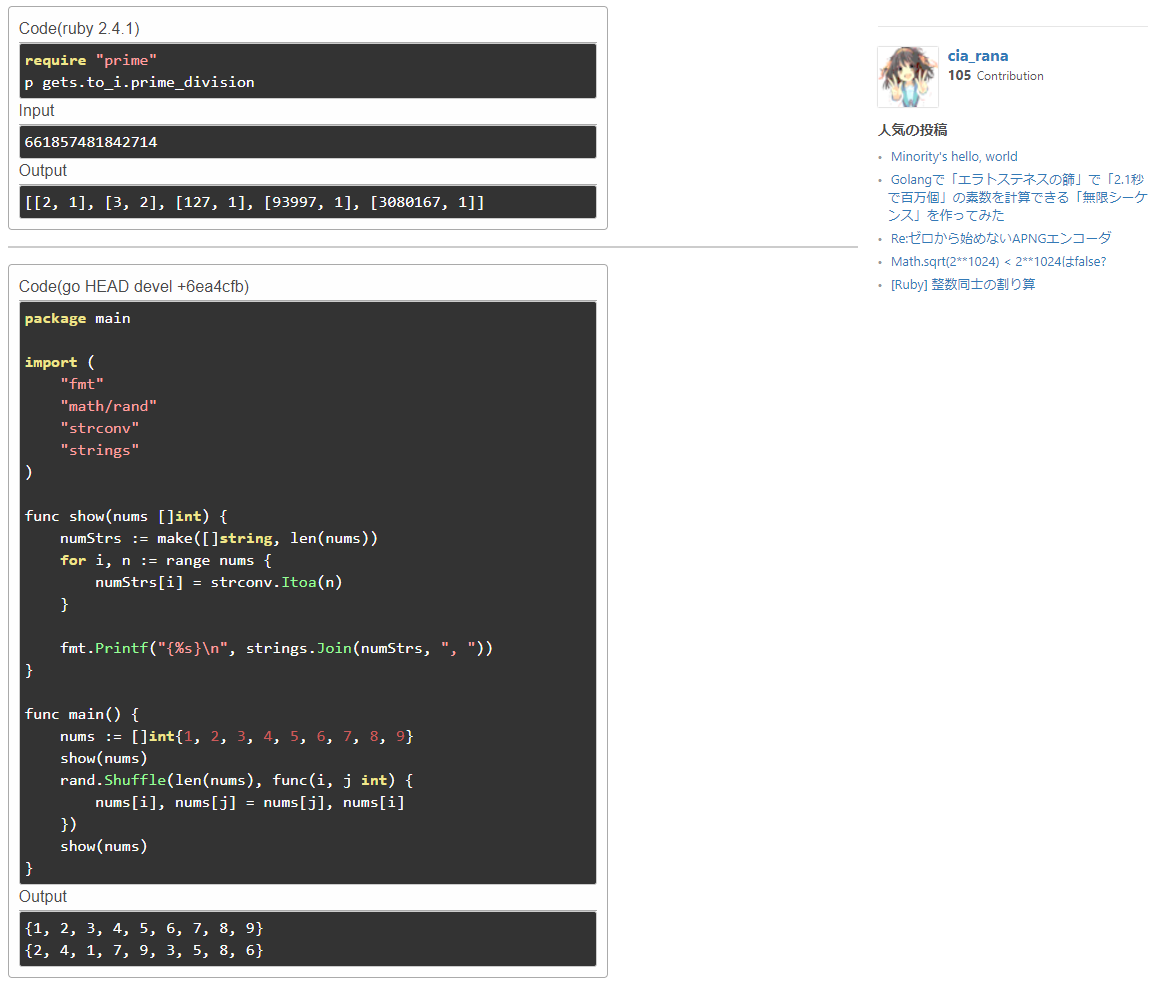 Code(ruby 2.4.1)
require "prime"
p gets.to_i.prime_division
Input
661857481842714
Output
[[2, 1], [3, 2], [127, 1], [93997, 1], [3080167, 1]]
Code(go HEAD devel +6ea4cfb)
package main

import (
    "fmt"
    "math/rand"
    "strconv"
    "strings"
)

func show(nums []int) {
    numStrs := make([]string, len(nums))
    for i, n := range nums {
        numStrs[i] = strconv.Itoa(n)
    }

    fmt.Printf("{%s}\n", strings.Join(numStrs, ", "))
}

func main() {
    nums := []int{1, 2, 3, 4, 5, 6, 7, 8, 9}
    show(nums)
    rand.Shuffle(len(nums), func(i, j int) {
        nums[i], nums[j] = nums[j], nums[i]
    })
    show(nums)
}
Output
{1, 2, 3, 4, 5, 6, 7, 8, 9}
{2, 4, 1, 7, 9, 3, 5, 8, 6}
cia_rana
105 Contribution
人気の投稿
Minority's hello, world
Golangで「エラトステネスの篩」で「2.1秒
で百万個」の素数を計算できる「無限シーケ
ンス」を作ってみた
Re:ゼロから始めないAPNGエンコーダ
Math.sqrt(2**1024) < 2**1024はfalse?
[Ruby] 整数同士の割り算